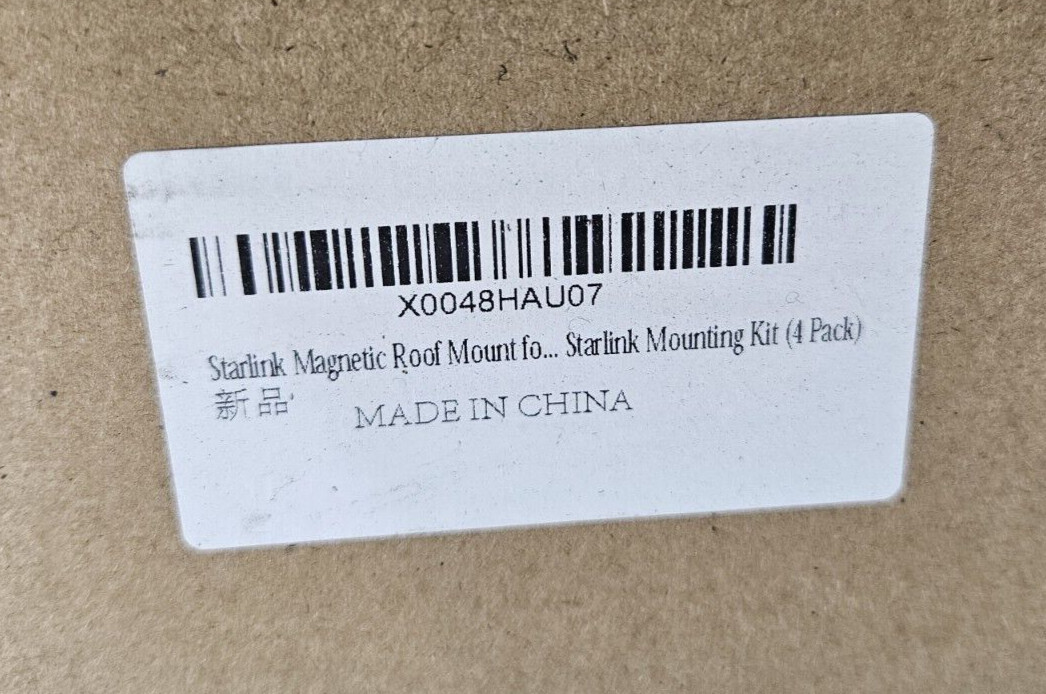 X0048HAU07
Starlink Magnetic Roof Mount fo... Starlink Mounting Kit (4 Pack)
新品 MADE IN CHINA